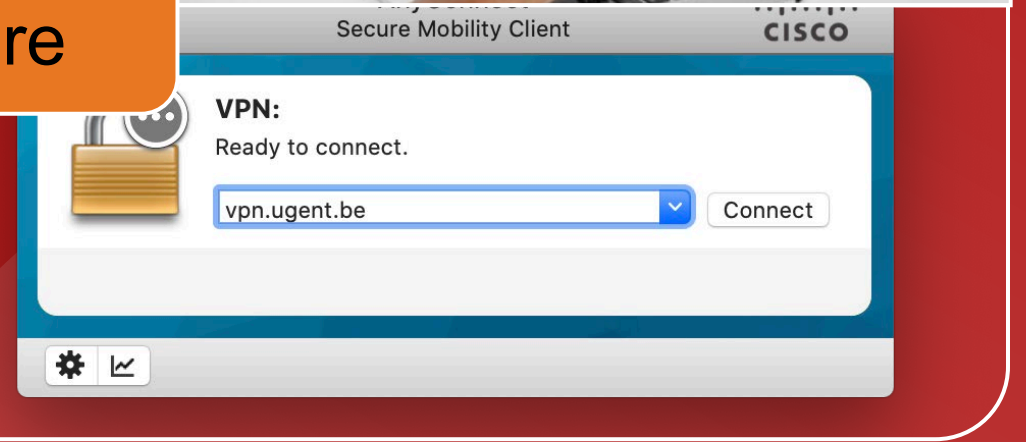 re
Secure Mobility Client
CISCO
VPN:
Ready to connect.
vpn.ugent.be
Connect